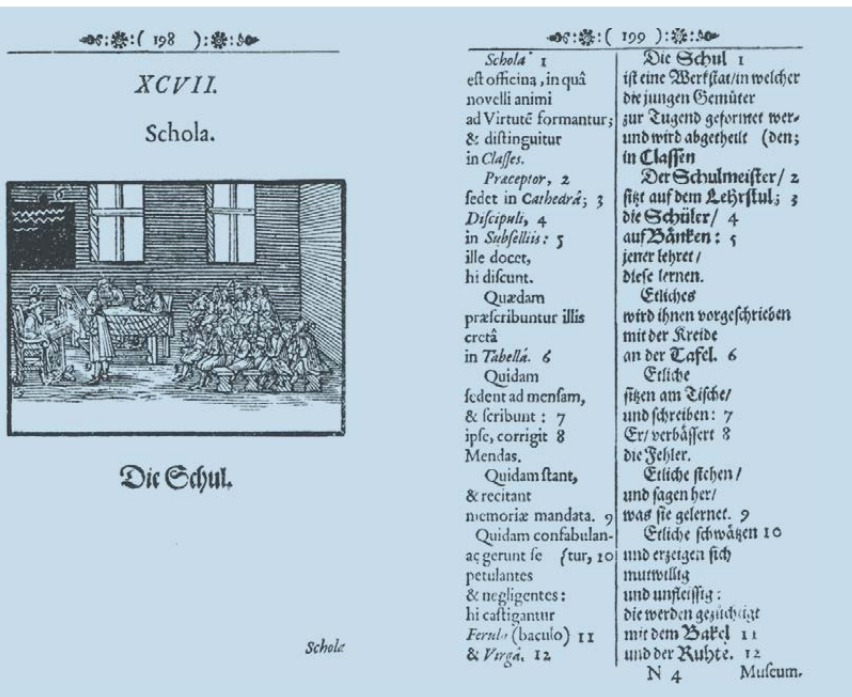 ( 198 )
XCVII.
Schola.
Die Schul.
Schola
( 199 )
Schola 1
eſt officina, in quâ
novelli animi
ad Virtutē formantur;
& diſtinguitur
in Claſſes.
Præceptor, 2
ſedet in Cathedrâ; 3
Diſcipuli, 4
in Subſelliis: 5
ille docet,
hi diſcunt.
Quædam
præſcribuntur illis
cretâ
in Tabellâ. 6
Quidam
ſedent ad menſam,
& ſcribunt: 7
ipſe, corrigit 8
Mendas.
Quidam ſtant,
& recitant
memoriæ mandata. 9
Quidam confabulan-
ac gerunt ſe (tur, 10
petulantes
& negligentes:
hi caſtigantur
Ferulâ (baculo) 11
& Virgâ. 12
Die Schul 1
iſt eine Werkſtat/in welcher
die jungen Gemüter
zur Tugend geformet wer-
und wird abgetheilt (den;
in Claſſen
Der Schulmeiſter/ 2
ſitzt auf dem Lehrſtul; 3
die Schüler/ 4
auf Bänken: 5
jener lehret/
dieſe lernen.
Etliches
wird ihnen vorgeſchrieben
mit der Kreide
an der Tafel. 6
Etliche
ſitzen am Tiſche/
und ſchreiben: 7
Er/ verbäſſert 8
die Fehler.
Etliche ſtehen/
und ſagen her/
was ſie gelernet. 9
Etliche ſchwätzen 10
und erzeigen ſich
mutwillig
und unfleiſſig:
die werden gezüchtigt
mit dem Bakel 11
und der Ruhte. 12
N 4 Muſeum.